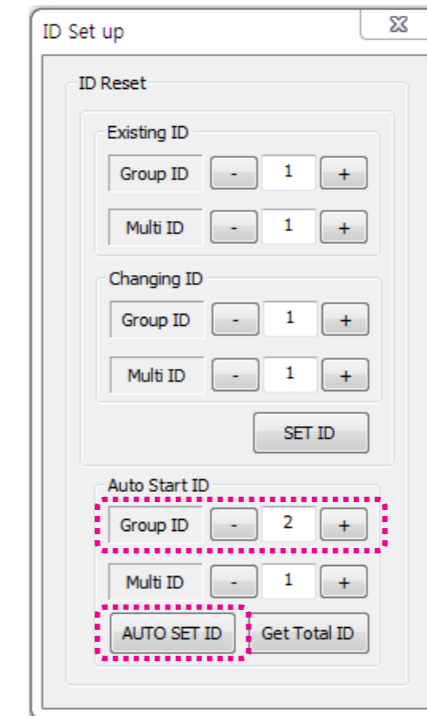 ID Set up
ID Reset
Existing ID
Group ID - 1 +
Multi ID - 1 +
Changing ID
Group ID - 1 +
Multi ID - 1 +
SET ID
Auto Start ID
Group ID - 2 +
Multi ID - 1 +
AUTO SET ID Get Total ID